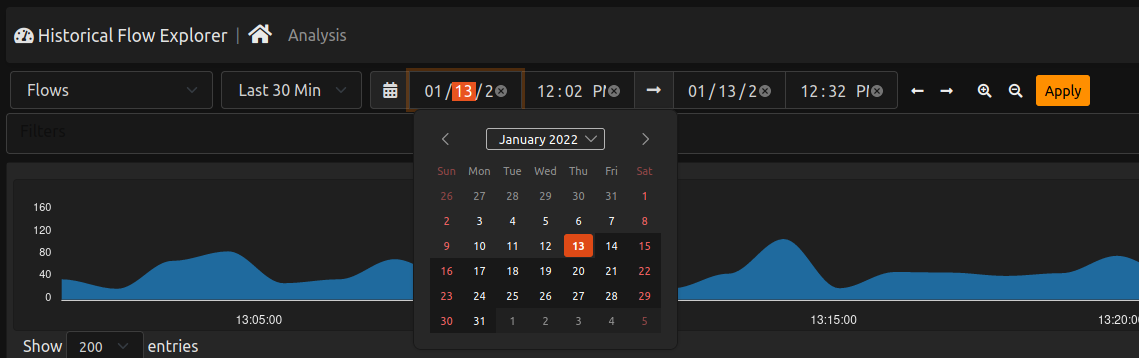 Historical Flow Explorer | Analysis
Flows Last 30 Min 01/13/2 12:02 PM → 01/13/2 12:32 PM ← → Apply
Filters
January 2022
Sun Mon Tue Wed Thu Fri Sat
26 27 28 29 30 31 1
2 3 4 5 6 7 8
9 10 11 12 13 14 15
16 17 18 19 20 21 22
23 24 25 26 27 28 29
30 31 1 2 3 4 5
160
120
80
40
0
13:05:00 13:15:00 13:20:00
Show 200 entries